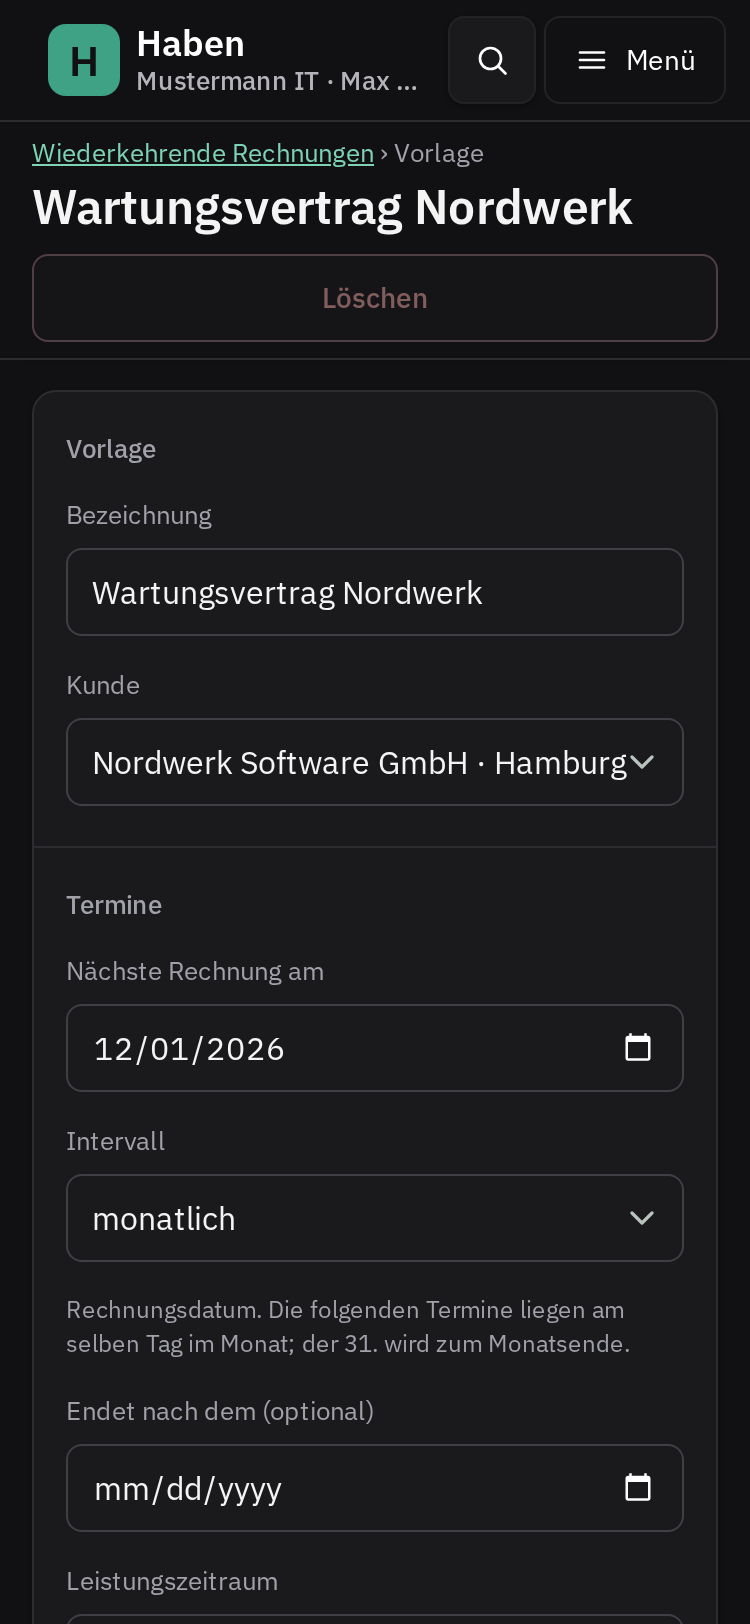 H
Haben
Mustermann IT · Max ...
Menü
Wiederkehrende Rechnungen › Vorlage
Wartungsvertrag Nordwerk
Löschen
Vorlage
Bezeichnung
Wartungsvertrag Nordwerk
Kunde
Nordwerk Software GmbH · Hamburg
Termine
Nächste Rechnung am
12/01/2026
Intervall
monatlich
Rechnungsdatum. Die folgenden Termine liegen am
selben Tag im Monat; der 31. wird zum Monatsende.
Endet nach dem (optional)
mm/dd/yyyy
Leistungszeitraum